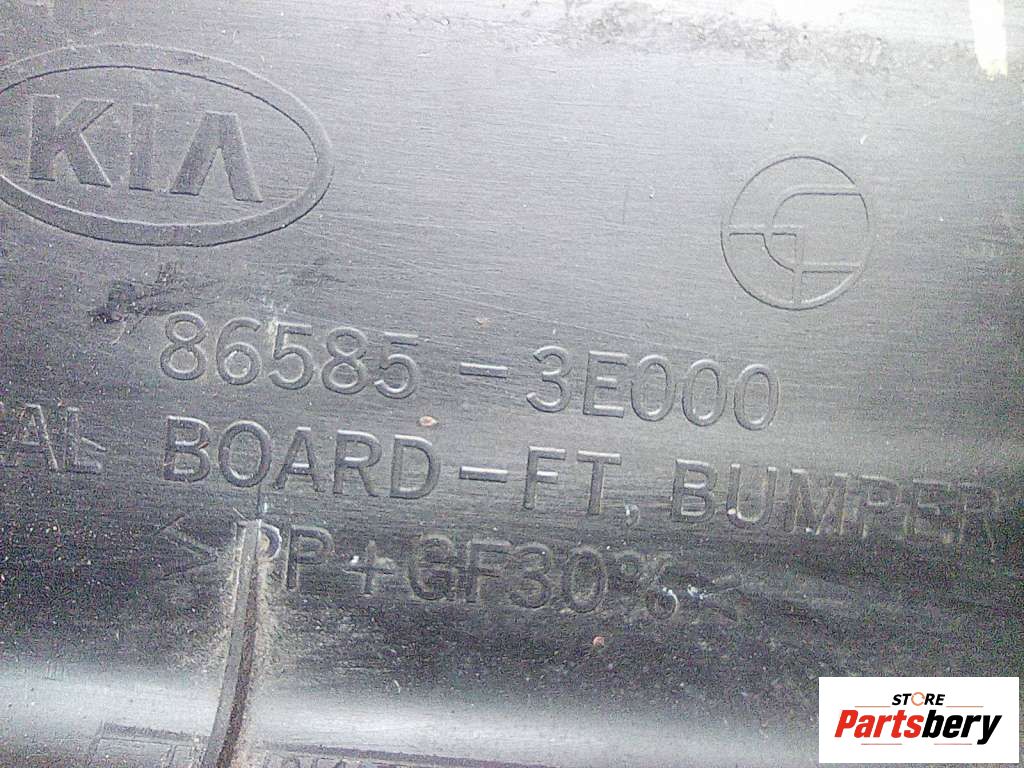 KIA
86585-3E000
BOARD-FT, BUMPER
PP+GF30%<
STORE
Partsbery